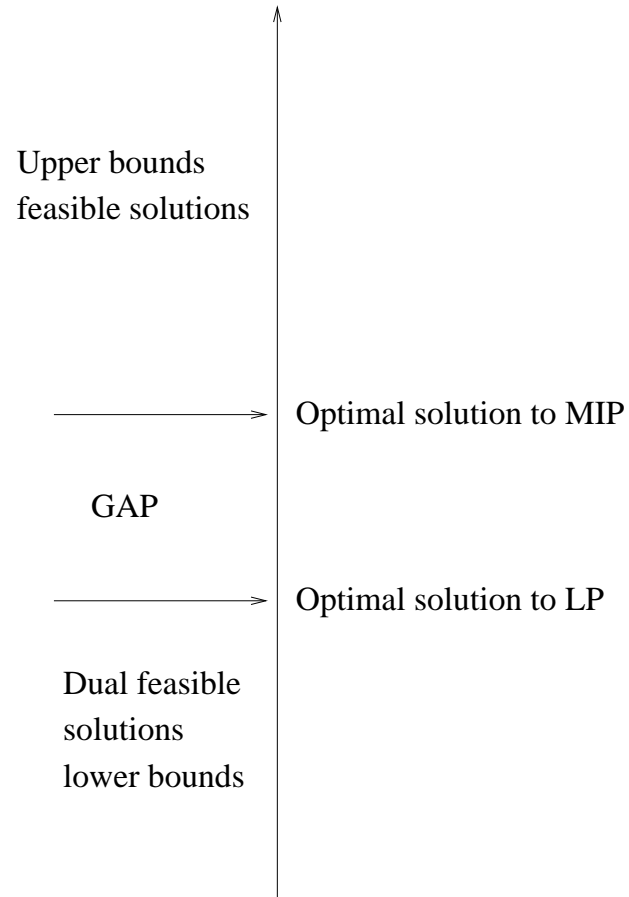 Upper bounds
feasible solutions
Optimal solution to MIP
GAP
Optimal solution to LP
Dual feasible
solutions
lower bounds